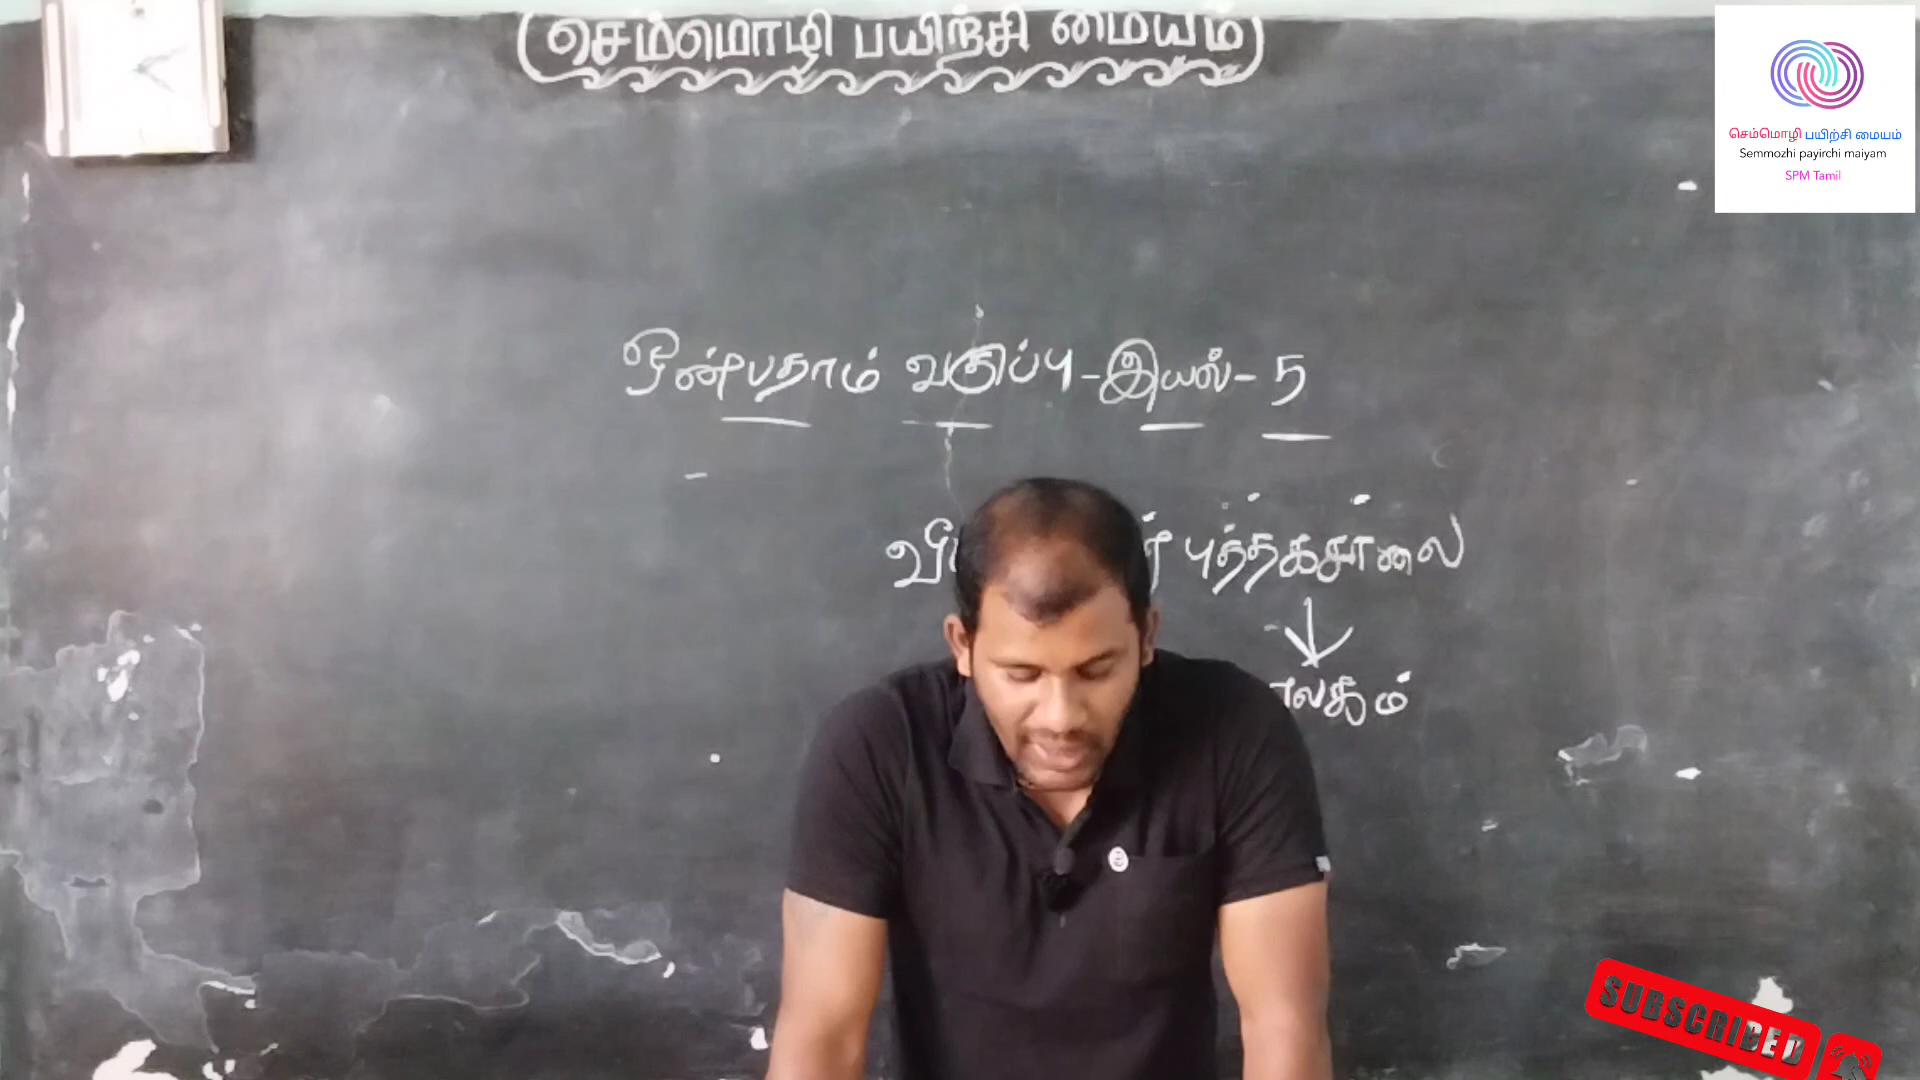 (செம்மொழி பயிற்சி மையம்)
செம்மொழி பயிற்சி மையம்
Semmozhi payirchi maiyam
SPM Tamil
ஒன்பதாம் வகுப்பு - இயல் - 5
புத்தகசாலை
SUBSCRIBED